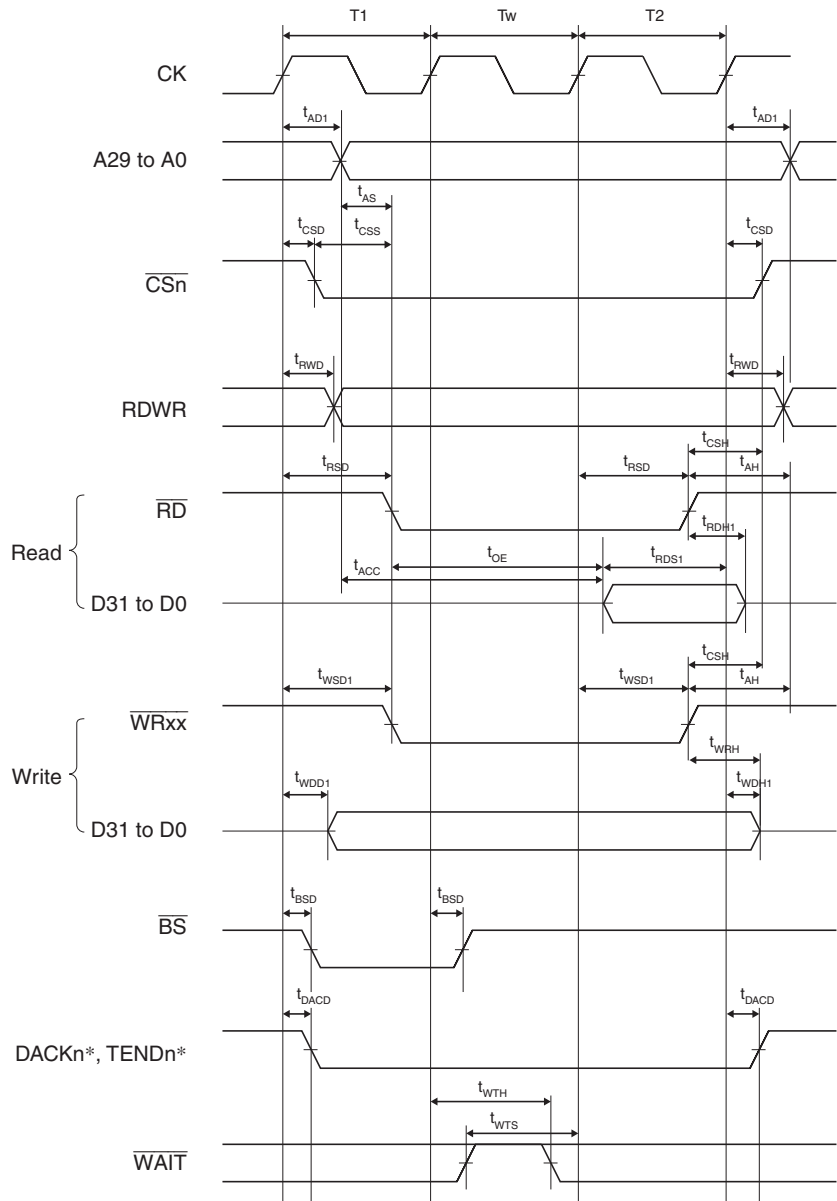 T1 Tw T2
CK
tAD1 tAD1
A29 to A0
tAS
tCSD tCSS tCSD
CSn
tRWD tRWD
RDWR
tCSH
tRSD tRSD tAH
RD
tRDH1
Read
tOE tRDS1
tACC
D31 to D0
tCSH
tWSD1 tWSD1 tAH
WRxx
tWRH
Write
tWDD1 tWDH1
D31 to D0
tBSD tBSD
BS
tDACD tDACD
DACKn*, TENDn*
tWTH
tWTS
WAIT